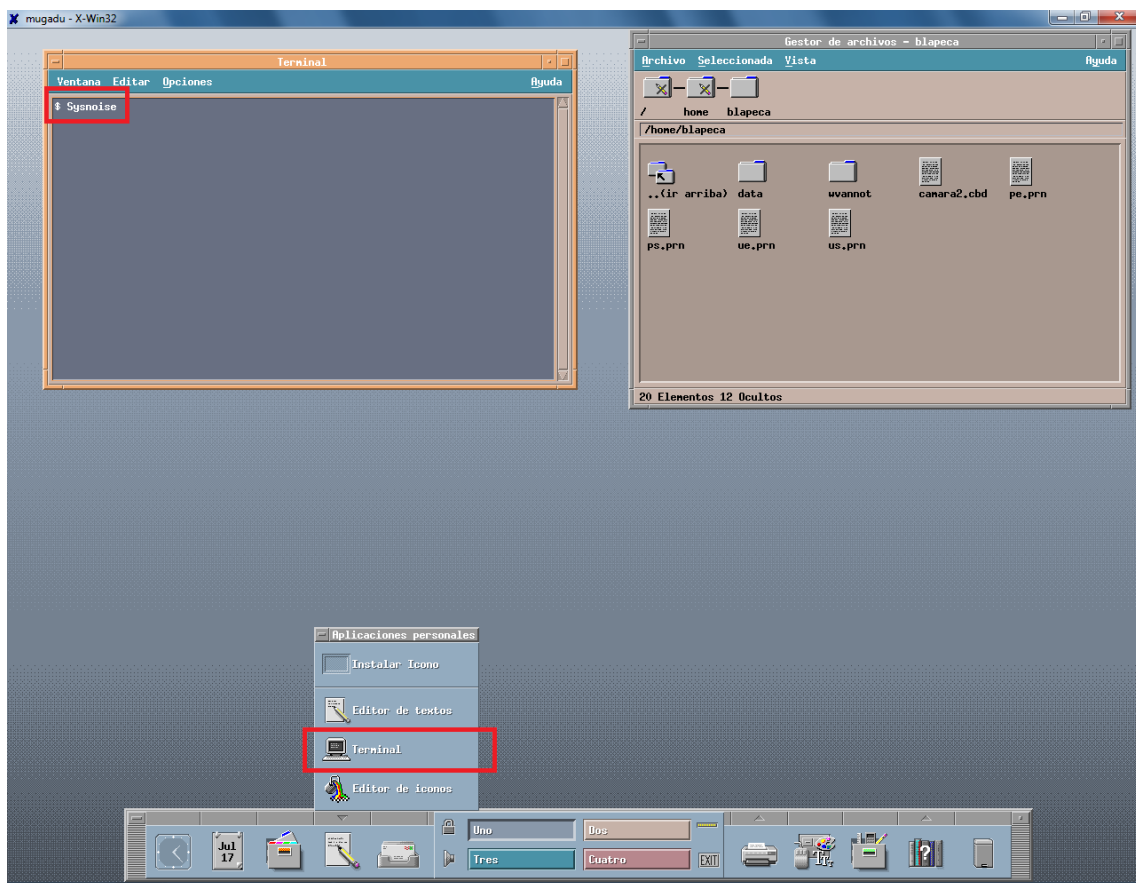 mugadu - X-Win32
Terminal
Ventana Editar Opciones Ayuda
$ Sysnoise
Gestor de archivos - blapeca
Archivo Seleccionada Vista Ayuda
/ home blapeca
/home/blapeca
..(ir arriba) data wvannot camara2.cbd pe.prn
ps.prn ue.prn us.prn
20 Elementos 12 Ocultos
Aplicaciones personales
Instalar Icono
Editor de textos
Terminal
Editor de iconos
Jul
17
Uno Dos
Tres Cuatro EXIT